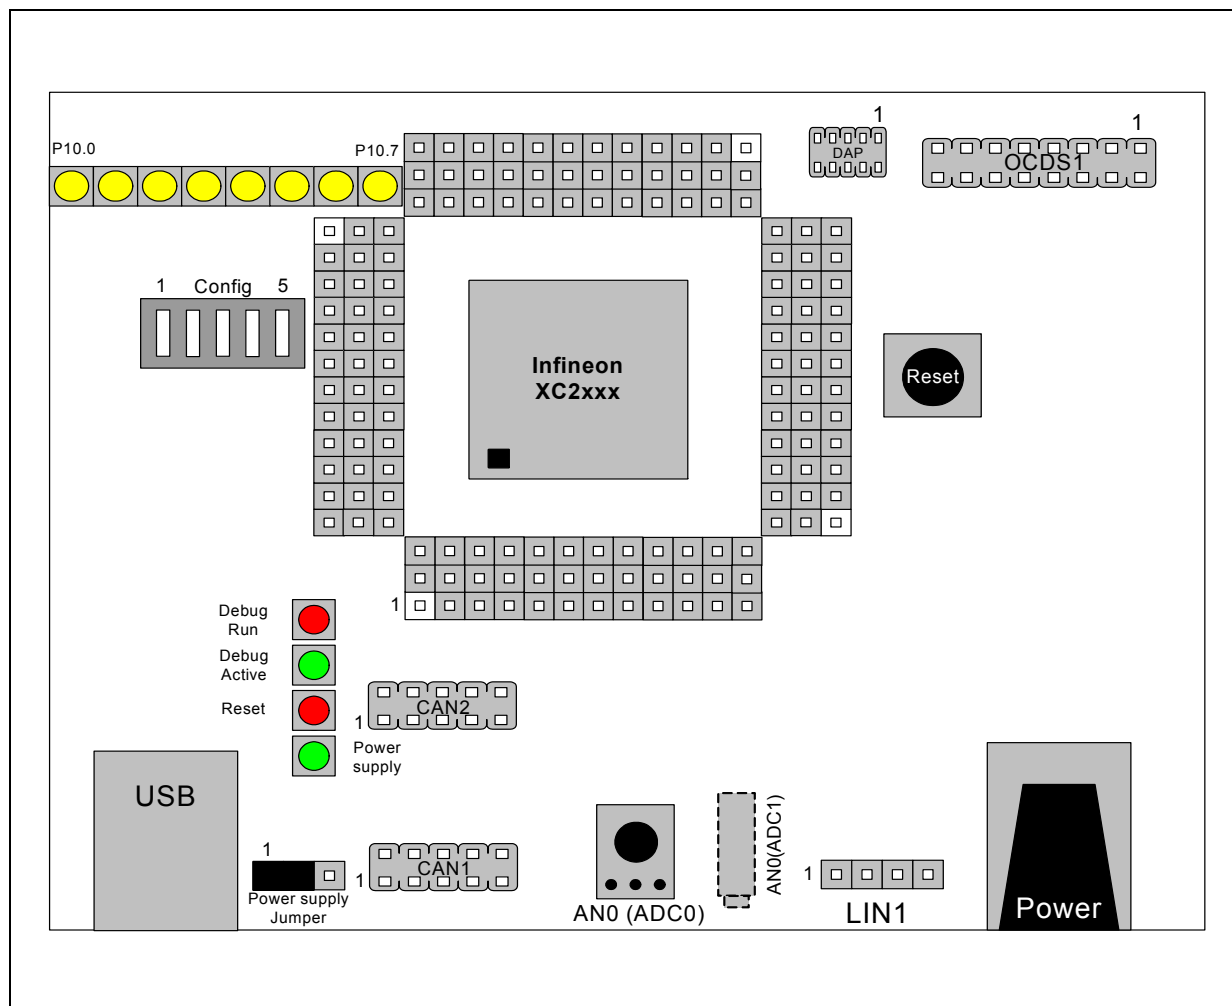 1
1
P10.0
P10.7
DAP
OCDS1
1
Config
5
Infineon
XC2xxx
Reset
1
Debug
Run
Debug
Active
Reset
1
CAN2
Power
supply
USB
1
Power supply
Jumper
1
CAN1
AN0 (ADC0)
AN0(ADC1)
1
LIN1
Power